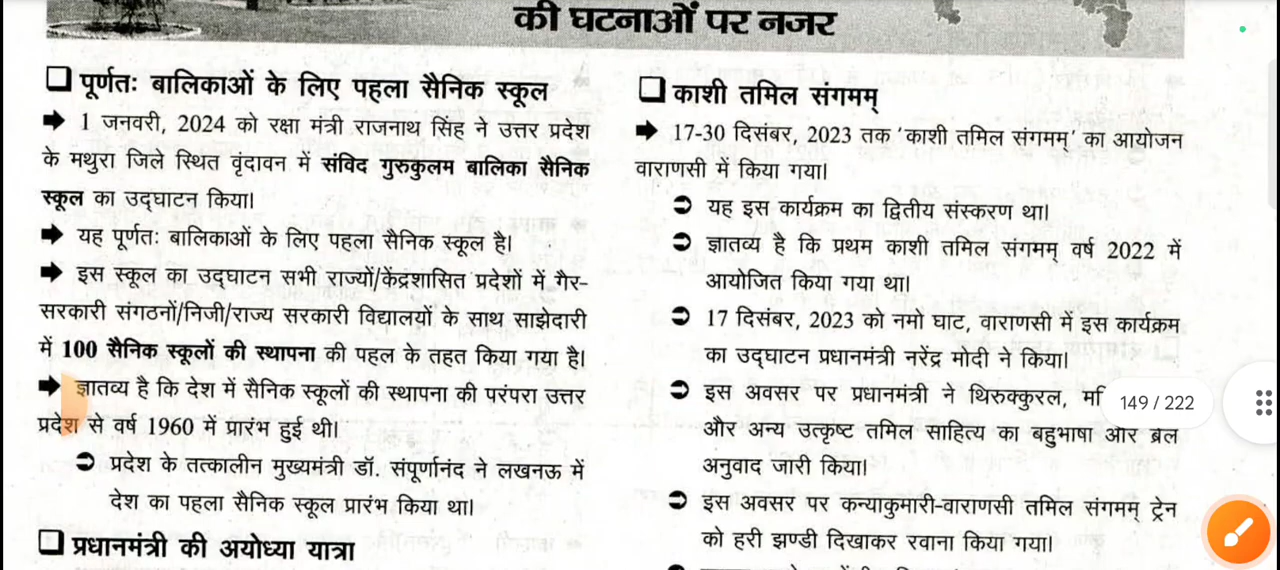 की घटनाओं पर नजर
❑ पूर्णतः बालिकाओं के लिए पहला सैनिक स्कूल
➡ 1 जनवरी, 2024 को रक्षा मंत्री राजनाथ सिंह ने उत्तर प्रदेश
के मथुरा जिले स्थित वृंदावन में संविद गुरुकुलम बालिका सैनिक
स्कूल का उद्घाटन किया।
➡ यह पूर्णतः बालिकाओं के लिए पहला सैनिक स्कूल है।
➡ इस स्कूल का उद्घाटन सभी राज्यों/केंद्रशासित प्रदेशों में गैर-
सरकारी संगठनों/निजी/राज्य सरकारी विद्यालयों के साथ साझेदारी
में 100 सैनिक स्कूलों की स्थापना की पहल के तहत किया गया है।
➡ ज्ञातव्य है कि देश में सैनिक स्कूलों की स्थापना की परंपरा उत्तर
प्रदेश से वर्ष 1960 में प्रारंभ हुई थी।
➲ प्रदेश के तत्कालीन मुख्यमंत्री डॉ. संपूर्णानंद ने लखनऊ में
देश का पहला सैनिक स्कूल प्रारंभ किया था।
❑ प्रधानमंत्री की अयोध्या यात्रा
❑ काशी तमिल संगमम्
➡ 17-30 दिसंबर, 2023 तक 'काशी तमिल संगमम्' का आयोजन
वाराणसी में किया गया।
➲ यह इस कार्यक्रम का द्वितीय संस्करण था।
➲ ज्ञातव्य है कि प्रथम काशी तमिल संगमम् वर्ष 2022 में
आयोजित किया गया था।
➲ 17 दिसंबर, 2023 को नमो घाट, वाराणसी में इस कार्यक्रम
का उद्घाटन प्रधानमंत्री नरेंद्र मोदी ने किया।
➲ इस अवसर पर प्रधानमंत्री ने थिरुक्कुरल,
और अन्य उत्कृष्ट तमिल साहित्य का बहुभाषा और ब्रेल
अनुवाद जारी किया।
➲ इस अवसर पर कन्याकुमारी-वाराणसी तमिल संगमम् ट्रेन
को हरी झण्डी दिखाकर रवाना किया गया।
149 / 222